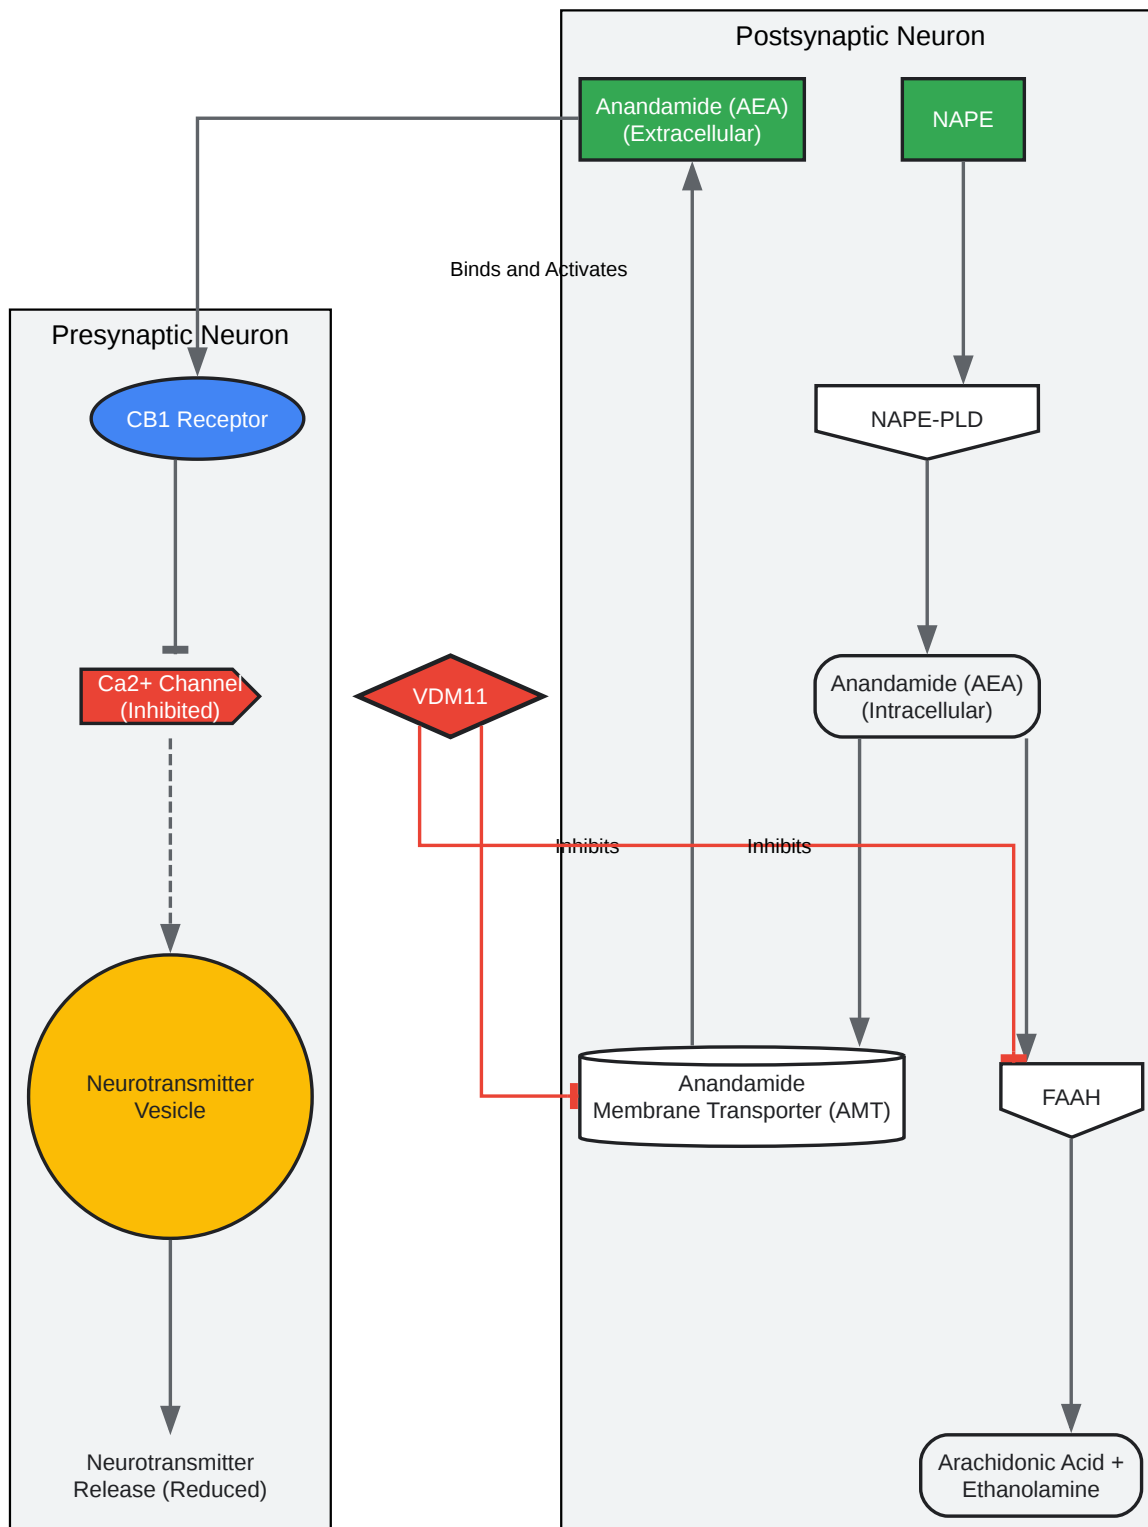 Postsynaptic Neuron
Anandamide (AEA)
(Extracellular)
NAPE
Binds and Activates
Presynaptic Neuron
CB1 Receptor
NAPE-PLD
Ca2+ Channel
(Inhibited)
VDM11
Anandamide (AEA)
(Intracellular)
Inhibits
Inhibits
Neurotransmitter
Vesicle
Anandamide
Membrane Transporter (AMT)
FAAH
Neurotransmitter
Release (Reduced)
Arachidonic Acid +
Ethanolamine